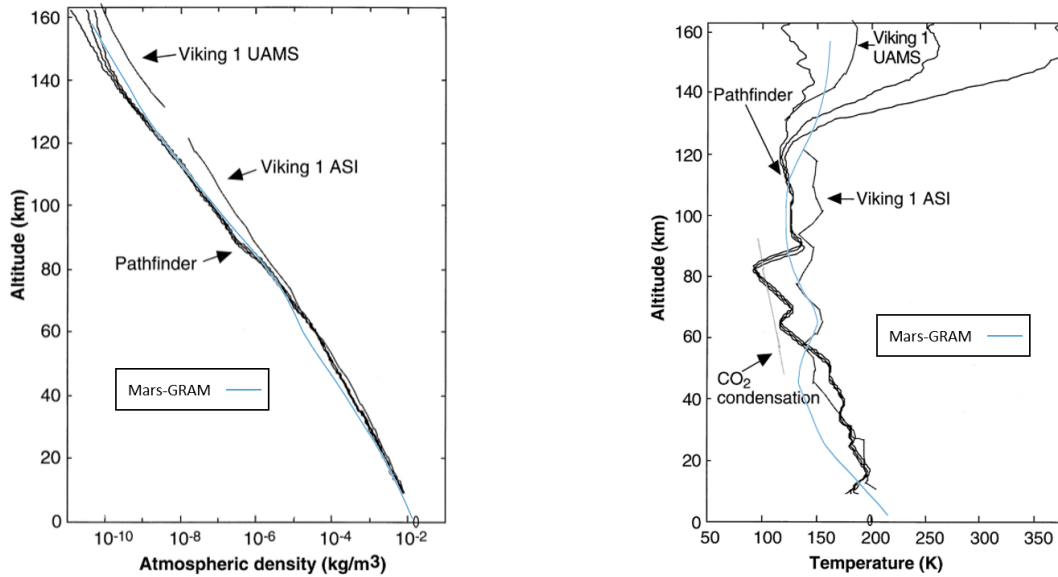 160
140
120
100
80
60
40
20
0
Altitude (km)
Viking 1 UAMS
Viking 1 ASI
Pathfinder
Mars-GRAM
10-10
10-8
10-6
10-4
10-2
Atmospheric density (kg/m3)
160
140
120
100
80
60
40
20
0
Altitude (km)
Viking 1
UAMS
Pathfinder
Viking 1 ASI
Mars-GRAM
CO2
condensation
50
100
150
200
250
300
350
Temperature (K)